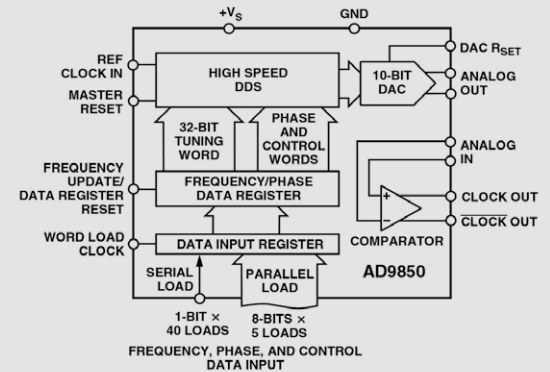 +VS
GND
REF
CLOCK IN
MASTER
RESET
HIGH SPEED
DDS
10-BIT
DAC
DAC RSET
ANALOG
OUT
32-BIT
TUNING
WORD
PHASE
AND
CONTROL
WORDS
ANALOG
IN
FREQUENCY
UPDATE/
DATA REGISTER
RESET
FREQUENCY/PHASE
DATA REGISTER
+
–
CLOCK OUT
CLOCK OUT
COMPARATOR
WORD LOAD
CLOCK
DATA INPUT REGISTER
SERIAL
LOAD
PARALLEL
LOAD
AD9850
1-BIT ×
40 LOADS
8-BITS ×
5 LOADS
FREQUENCY, PHASE, AND CONTROL
DATA INPUT